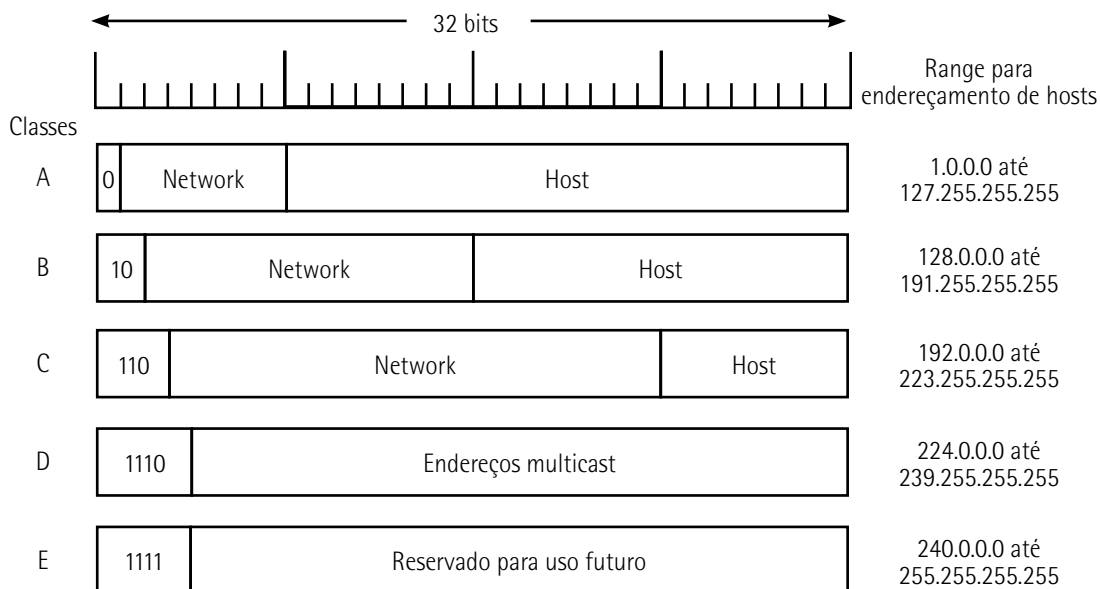 32 bits
Range para
endereçamento de hosts
Classes
A
0
Network
Host
1.0.0.0 até
127.255.255.255
B
10
Network
Host
128.0.0.0 até
191.255.255.255
C
110
Network
Host
192.0.0.0 até
223.255.255.255
D
1110
Endereços multicast
224.0.0.0 até
239.255.255.255
E
1111
Reservado para uso futuro
240.0.0.0 até
255.255.255.255